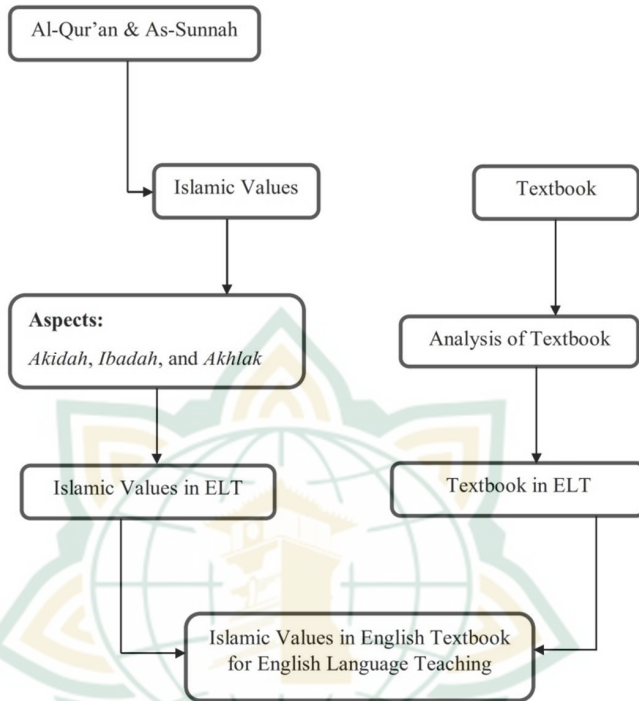 Al-Qur'an & As-Sunnah
Islamic Values
Textbook
Aspects:
Akidah, Ibadah, and Akhlak
Analysis of Textbook
Islamic Values in ELT
Textbook in ELT
Islamic Values in English Textbook
for English Language Teaching